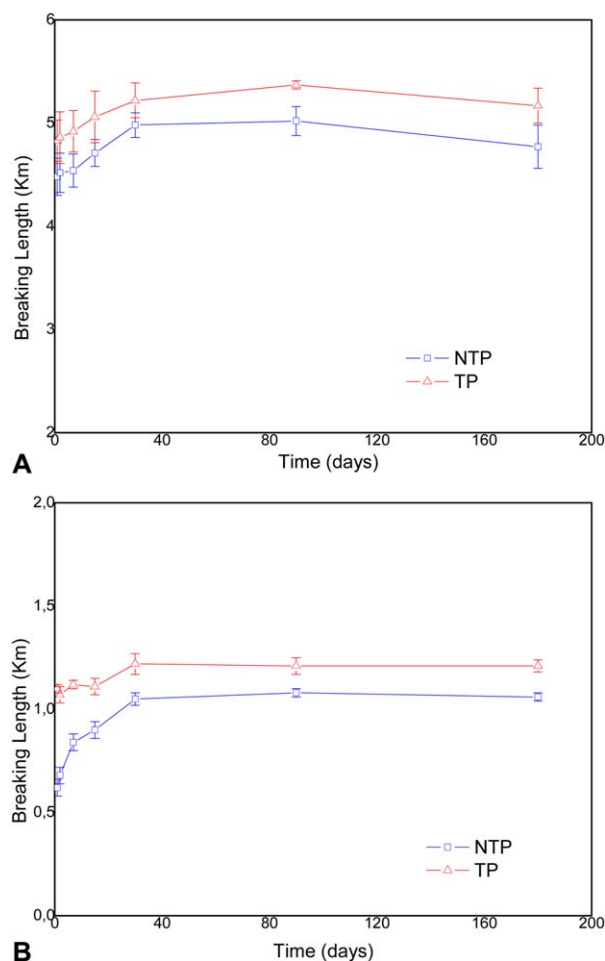 6
5
4
3
2
0 40 80 120 160 200
Breaking Length (Km)
Time (days)
NTP
TP
A
2,0
1,5
1,0
0,5
0,0
0 40 80 120 160 200
Breaking Length (Km)
Time (days)
NTP
TP
B